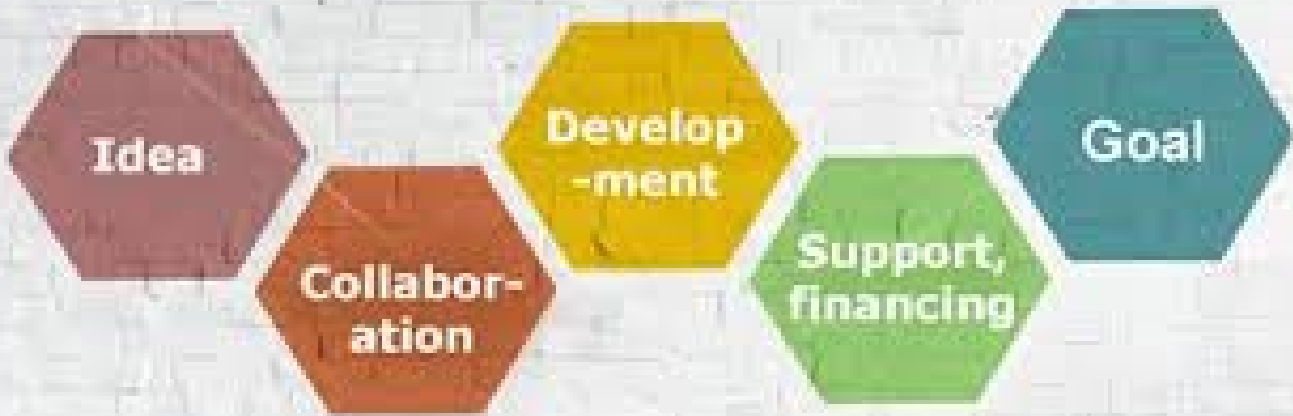 Idea
Collabor-
ation
Develop
-ment
Support,
financing
Goal